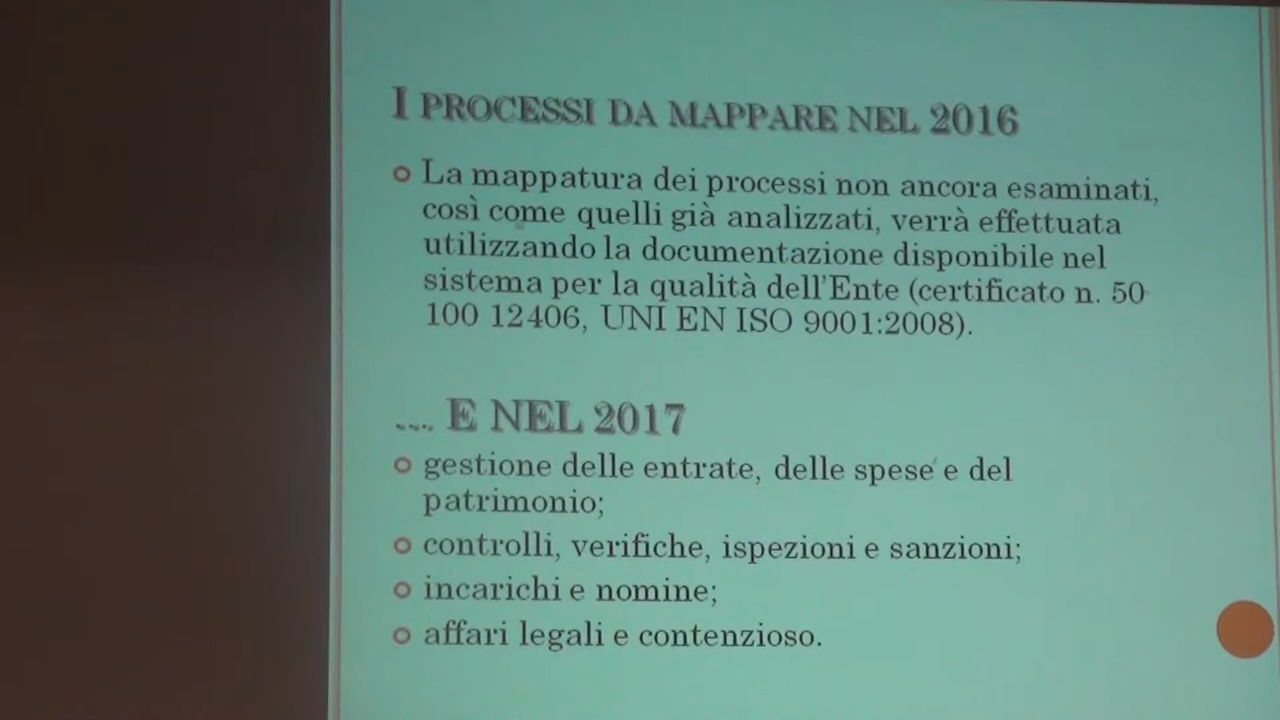 I PROCESSI DA MAPPARE NEL 2016
La mappatura dei processi non ancora esaminati,
così come quelli già analizzati, verrà effettuata
utilizzando la documentazione disponibile nel
sistema per la qualità dell'Ente (certificato n. 50
100 12406, UNI EN ISO 9001:2008).
.... E NEL 2017
gestione delle entrate, delle spese e del
patrimonio;
controlli, verifiche, ispezioni e sanzioni;
incarichi e nomine;
affari legali e contenzioso.